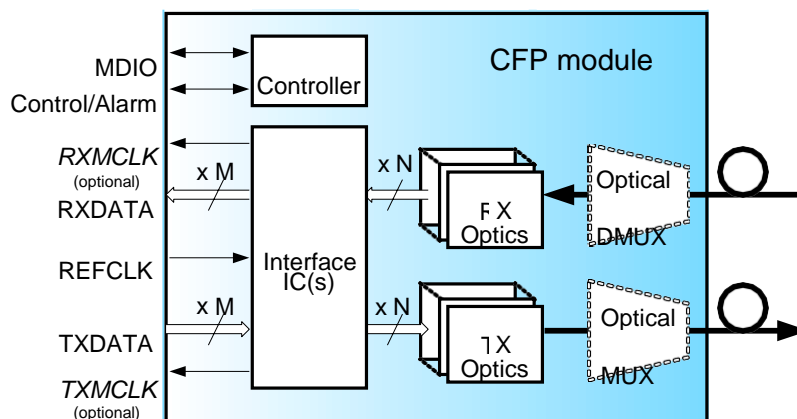 CFP module
MDIO
Control/Alarm
Controller
RXMCLK
(optional)
x M
x N
RXDATA
RX
Optics
Optical
DMUX
REFCLK
Interface
IC(s)
x M
x N
TXDATA
TX
Optics
Optical
MUX
TXMCLK
(optional)